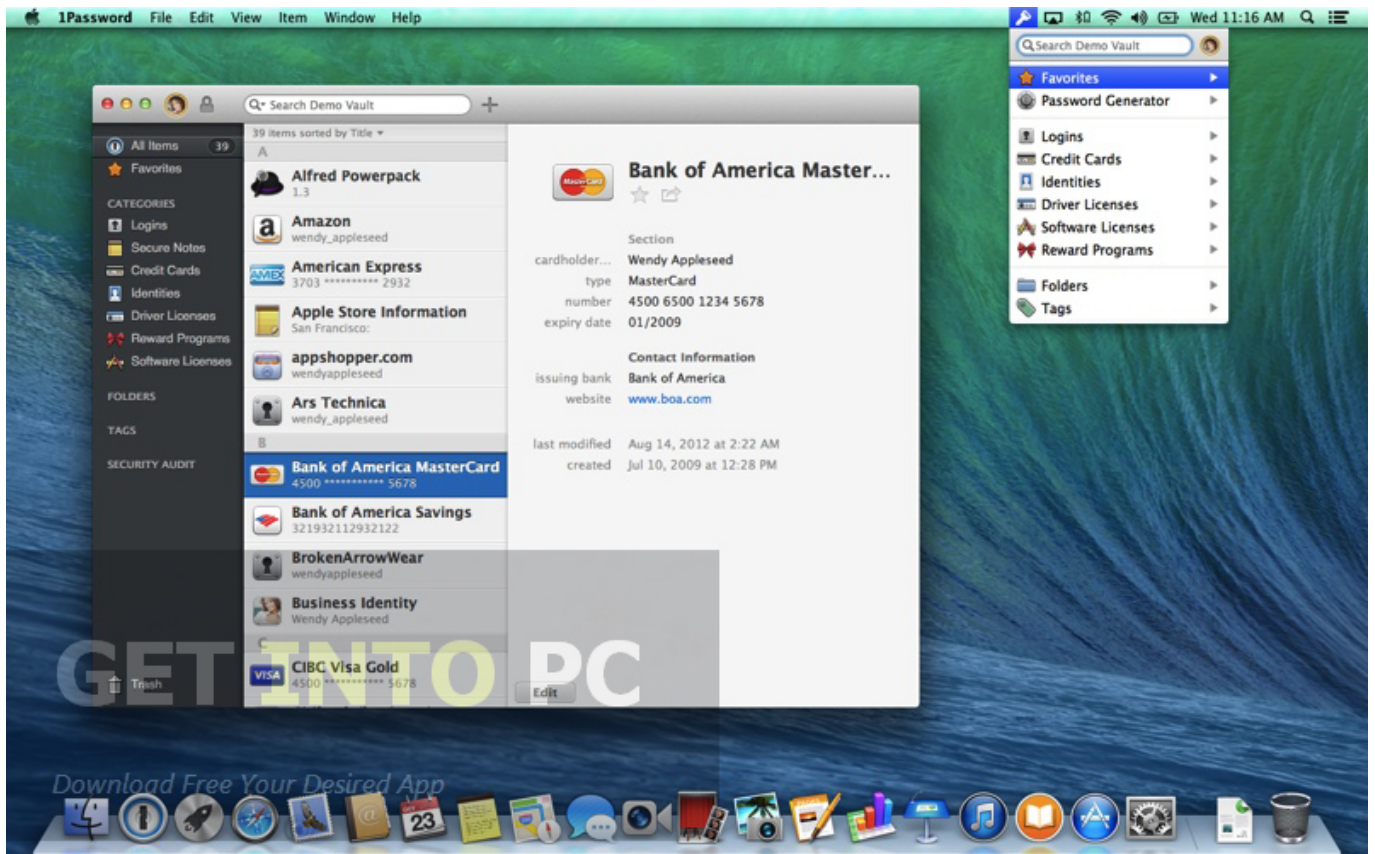 1Password File Edit View Item Window Help
Wed 11:16 AM
Search Demo Vault
Favorites
Password Generator
Logins
Credit Cards
Identities
Driver Licenses
Software Licenses
Reward Programs
Folders
Tags
Search Demo Vault
All Items 39
Favorites
CATEGORIES
Logins
Secure Notes
Credit Cards
Identities
Driver Licenses
Reward Programs
Software Licenses
FOLDERS
TAGS
SECURITY AUDIT
Trash
39 items sorted by Title
A
Alfred Powerpack
1.3
a
Amazon
wendy_appleseed
AMEX
American Express
3703 ********** 2932
Apple Store Information
San Francisco:
appshopper.com
wendyappleseed
Ars Technica
wendy_appleseed
B
Bank of America MasterCard
4500 *********** 5678
Bank of America Savings
321932112932122
BrokenArrowWear
wendyappleseed
Business Identity
Wendy Appleseed
C
VISA
CIBC Visa Gold
4500 *********** 5678
MasterCard
Bank of America Master...
Section
cardholder... Wendy Appleseed
type MasterCard
number 4500 6500 1234 5678
expiry date 01/2009
Contact Information
issuing bank Bank of America
website www.boa.com
last modified Aug 14, 2012 at 2:22 AM
created Jul 10, 2009 at 12:28 PM
Edit
GET INTO PC
Download Free Your Desired App
23